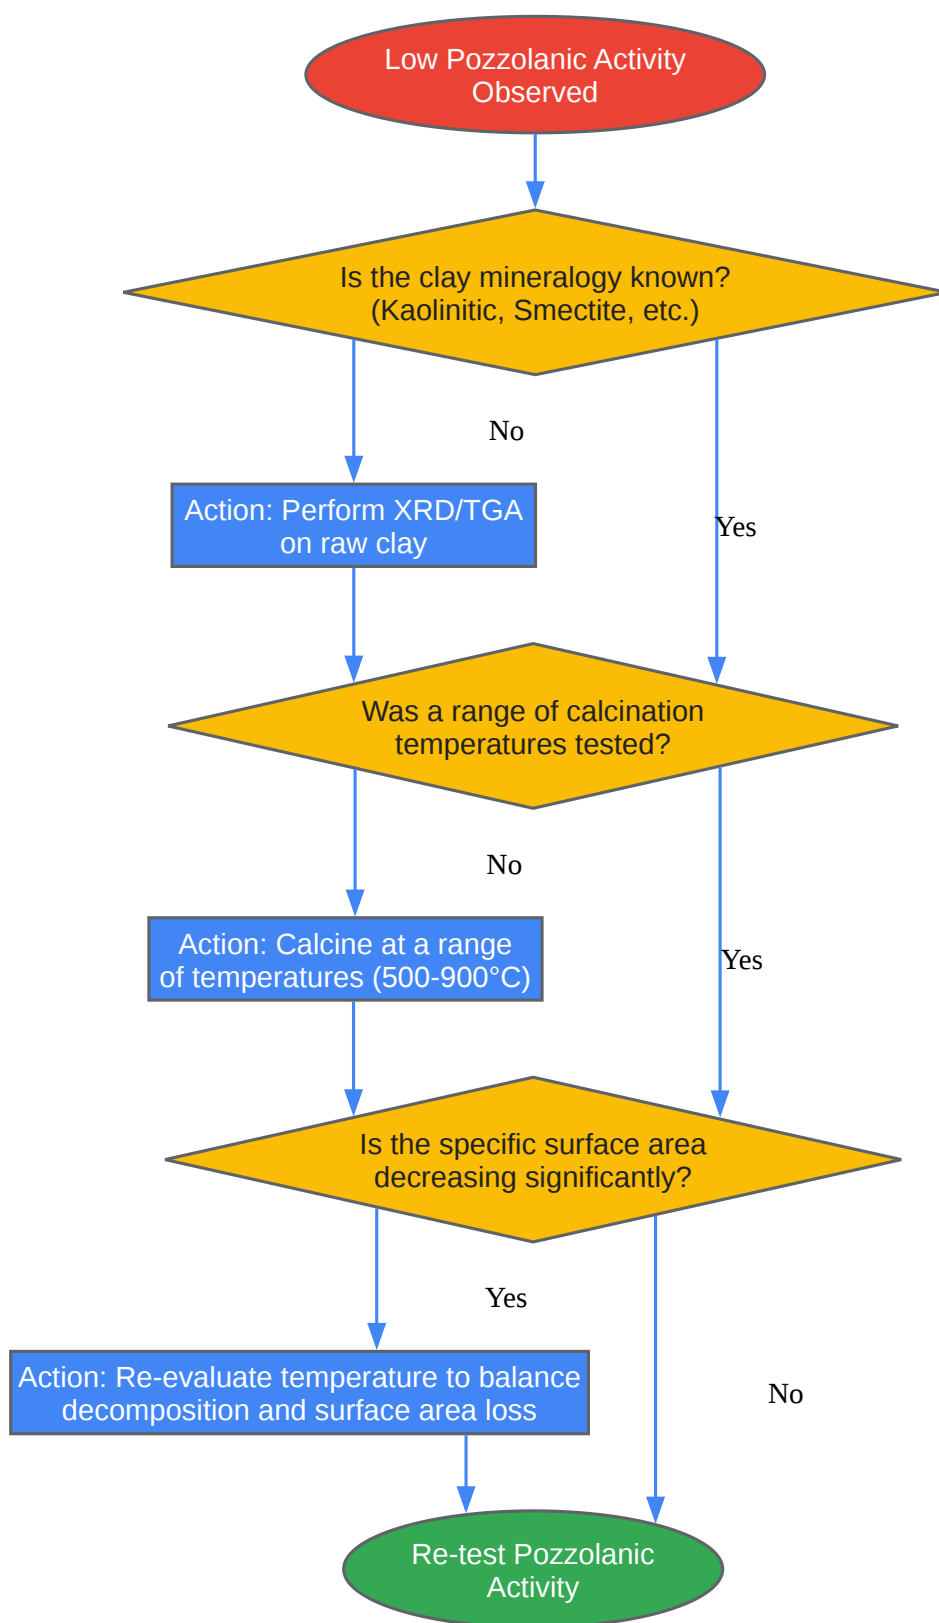 Low Pozzolanic Activity
Observed
Is the clay mineralogy known?
(Kaolinitic, Smectite, etc.)
No
Action: Perform XRD/TGA
on raw clay
Yes
Was a range of calcination
temperatures tested?
No
Action: Calcine at a range
of temperatures (500-900°C)
Yes
Is the specific surface area
decreasing significantly?
Yes
Action: Re-evaluate temperature to balance
decomposition and surface area loss
No
Re-test Pozzolanic
Activity